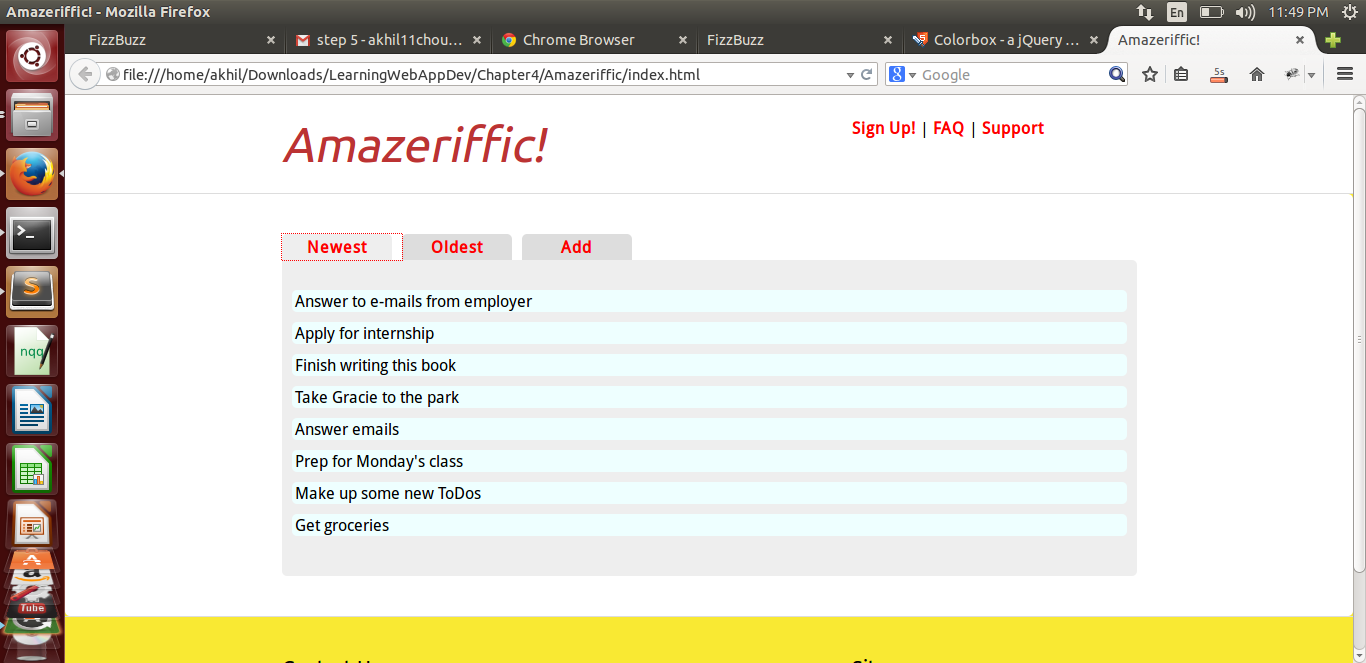 Amazeriffic! - Mozilla Firefox
En
11:49 PM
FizzBuzz
step 5 - akhil11chou...
Chrome Browser
FizzBuzz
Colorbox - a jQuery ...
Amazeriffic!
file:///home/akhil/Downloads/LearningWebAppDev/Chapter4/Amazeriffic/index.html
8
Google
5s
Amazeriffic!
Sign Up! | FAQ | Support
Newest
Oldest
Add
Answer to e-mails from employer
Apply for internship
Finish writing this book
Take Gracie to the park
Answer emails
Prep for Monday's class
Make up some new ToDos
Get groceries
>_
S
nqq
A
a
Tube